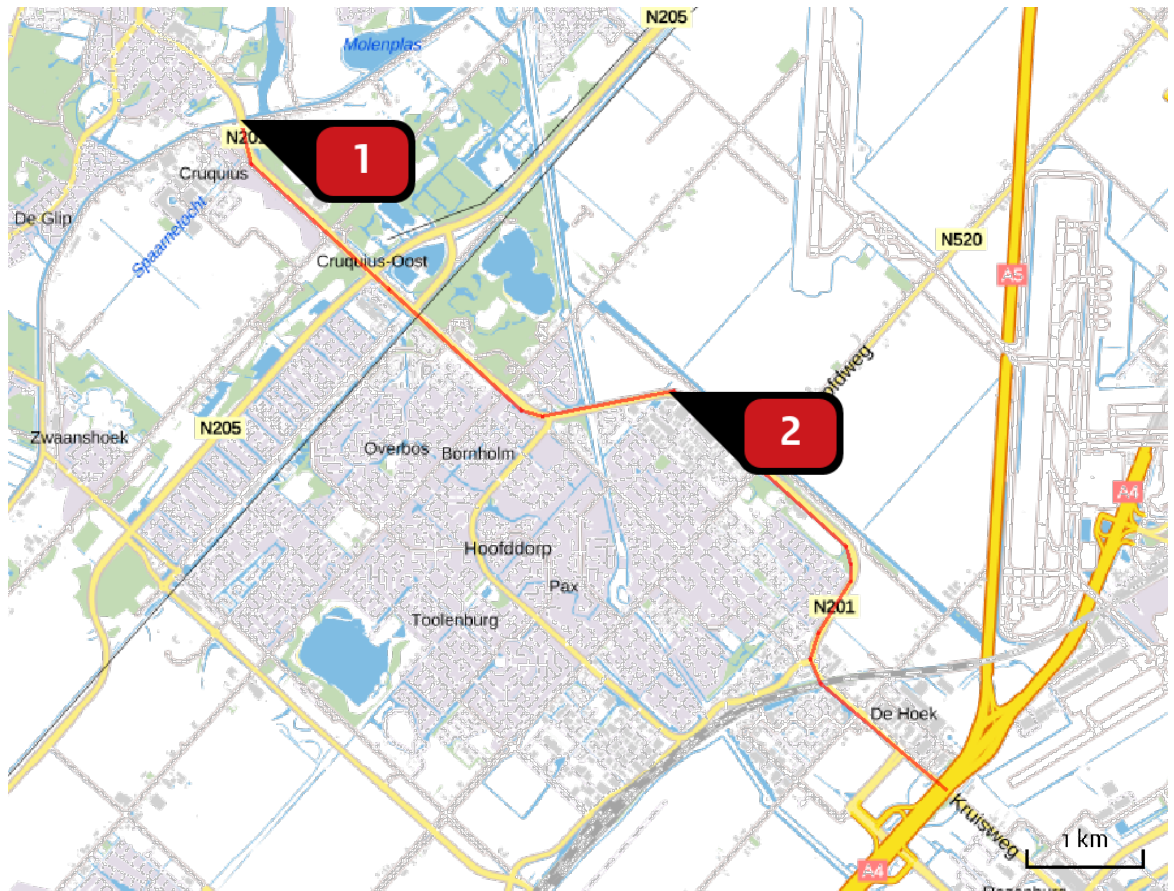 N205
Molenplas
N201
1
Cruquius
Spaarnetocht
De Glip
N520
Cruquius-Oost
A5
2
N205
Zwaanshoek
Overbos
Bornholm
A4
Hoofddorp
Pax
N201
Toolenburg
De Hoek
Kruisweg
1 km
A4